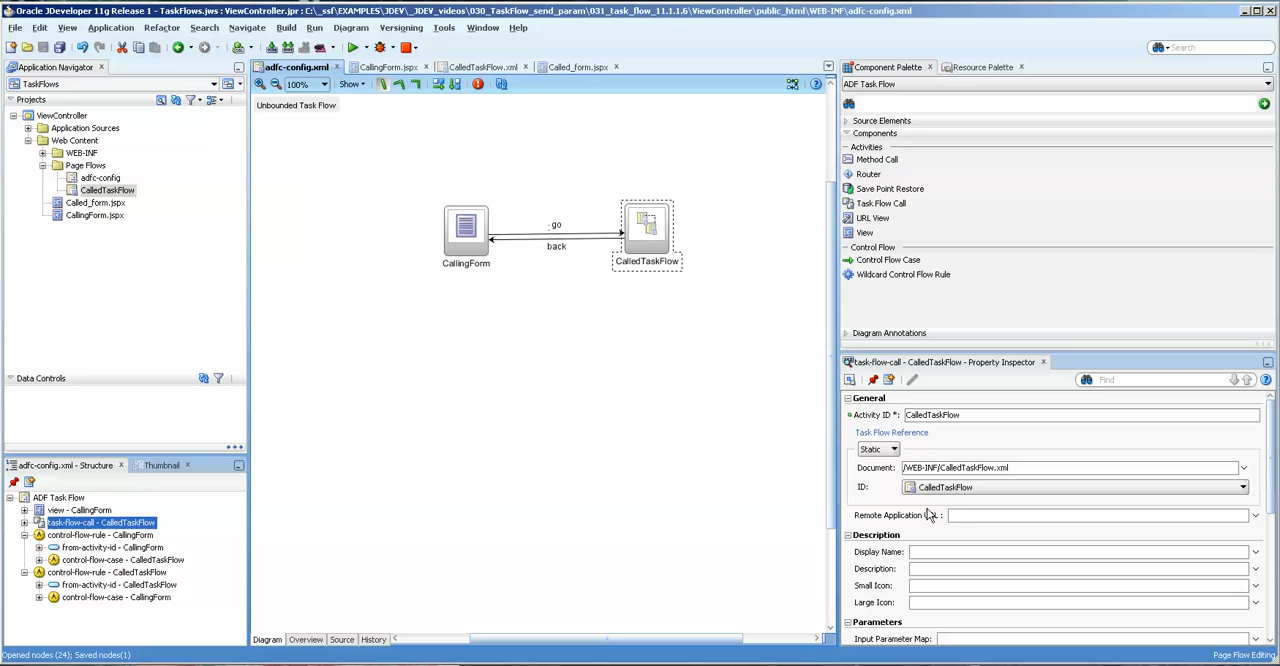 Oracle JDeveloper 11g Release 1 - TaskFlows.jws : ViewController.jpr : C:\_ssf\EXAMPLES\JDEV\_JDEV_videos\030_TaskFlow_send_param\031_task_flow_11.1.1.6\ViewController\public_html\WEB-INF\adfc-config.xml
File Edit View Application Refactor Search Navigate Build Run Diagram Versioning Tools Window Help
Search
Application Navigator
TaskFlows
Projects
ViewController
Application Sources
Web Content
WEB-INF
Page Flows
adfc-config
CalledTaskFlow
Called_form.jspx
CallingForm.jspx
Data Controls
adfc-config.xml - Structure
Thumbnail
ADF Task Flow
view - CallingForm
task-flow-call - CalledTaskFlow
control-flow-rule - CallingForm
from-activity-id - CallingForm
control-flow-case - CalledTaskFlow
control-flow-rule - CalledTaskFlow
from-activity-id - CalledTaskFlow
control-flow-case - CallingForm
adfc-config.xml
CallingForm.jspx
CalledTaskFlow.xml
Called_form.jspx
100%
Show
Unbounded Task Flow
go
back
CallingForm
CalledTaskFlow
Diagram Overview Source History
Component Palette
Resource Palette
ADF Task Flow
Source Elements
Components
Activities
Method Call
Router
Save Point Restore
Task Flow Call
URL View
View
Control Flow
Control Flow Case
Wildcard Control Flow Rule
Diagram Annotations
task-flow-call - CalledTaskFlow - Property Inspector
Find
General
Activity ID *: CalledTaskFlow
Task Flow Reference
Static
Document: /WEB-INF/CalledTaskFlow.xml
ID: CalledTaskFlow
Remote Application
Description
Display Name:
Description:
Small Icon:
Large Icon:
Parameters
Input Parameter Map:
Opened nodes (24); Saved nodes(1)
Page Flow Editing